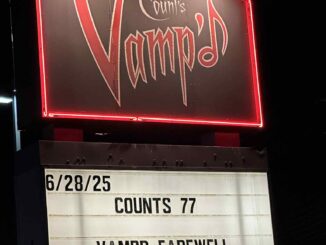 Count's
Vamp'd
6/28/25
COUNTS 77
VAMPD FAREWELL